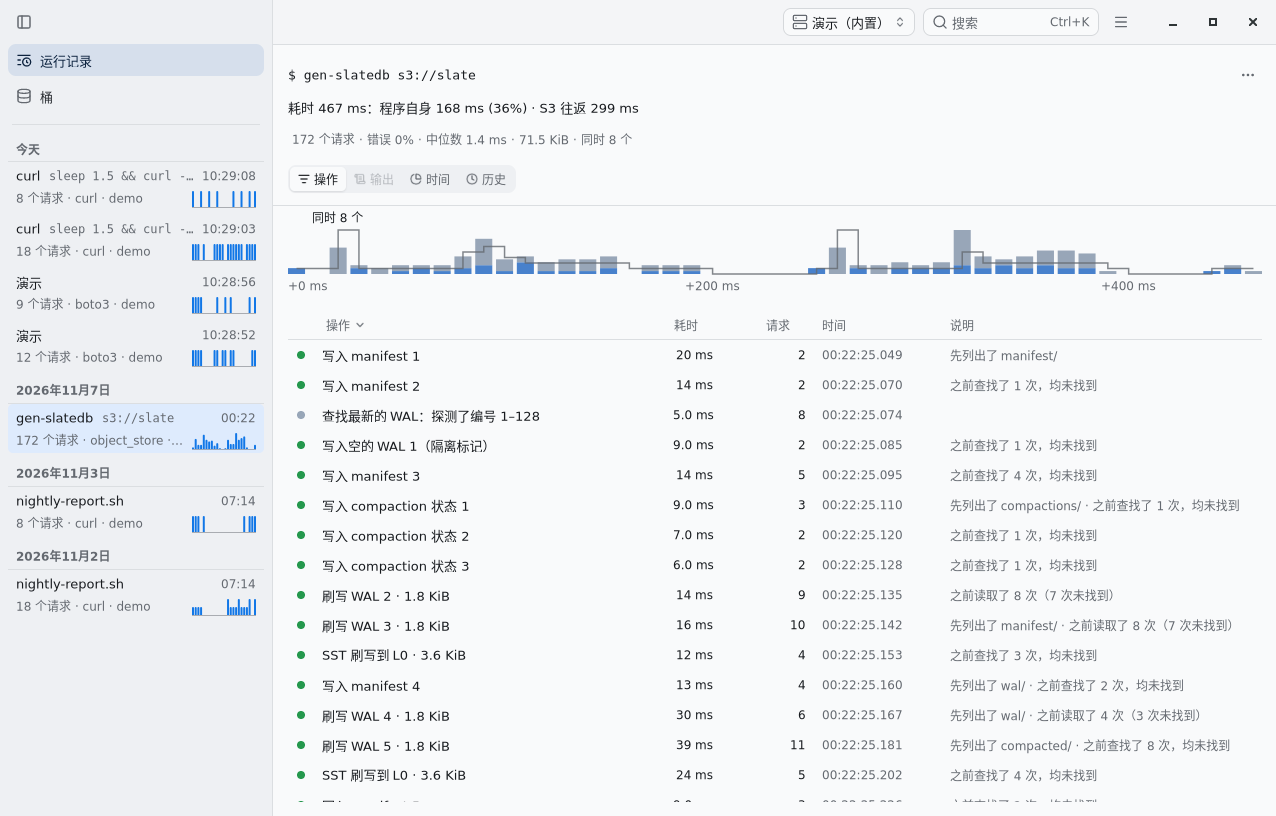 演示（内置）
搜索 Ctrl+K
运行记录
桶
今天
curl sleep 1.5 && curl -… 10:29:08
8 个请求 · curl · demo
curl sleep 1.5 && curl -… 10:29:03
18 个请求 · curl · demo
演示 10:28:56
9 个请求 · boto3 · demo
演示 10:28:52
12 个请求 · boto3 · demo
2026年11月7日
gen-slatedb s3://slate 00:22
172 个请求 · object_store ·…
2026年11月3日
nightly-report.sh 07:14
8 个请求 · curl · demo
2026年11月2日
nightly-report.sh 07:14
18 个请求 · curl · demo
$ gen-slatedb s3://slate
耗时 467 ms：程序自身 168 ms (36%) · S3 往返 299 ms
172 个请求 · 错误 0% · 中位数 1.4 ms · 71.5 KiB · 同时 8 个
操作 输出 时间 历史
同时 8 个
+0 ms +200 ms +400 ms
操作 耗时 请求 时间 说明
写入 manifest 1 20 ms 2 00:22:25.049 先列出了 manifest/
写入 manifest 2 14 ms 2 00:22:25.070 之前查找了 1 次，均未找到
查找最新的 WAL：探测了编号 1–128 5.0 ms 8 00:22:25.074
写入空的 WAL 1（隔离标记） 9.0 ms 2 00:22:25.085 之前查找了 1 次，均未找到
写入 manifest 3 14 ms 5 00:22:25.095 之前查找了 4 次，均未找到
写入 compaction 状态 1 9.0 ms 3 00:22:25.110 先列出了 compactions/ · 之前查找了 1 次，均未找到
写入 compaction 状态 2 7.0 ms 2 00:22:25.120 之前查找了 1 次，均未找到
写入 compaction 状态 3 6.0 ms 2 00:22:25.128 之前查找了 1 次，均未找到
刷写 WAL 2 · 1.8 KiB 14 ms 9 00:22:25.135 之前读取了 8 次（7 次未找到）
刷写 WAL 3 · 1.8 KiB 16 ms 10 00:22:25.142 先列出了 manifest/ · 之前读取了 8 次（7 次未找到）
SST 刷写到 L0 · 3.6 KiB 12 ms 4 00:22:25.153 之前查找了 3 次，均未找到
写入 manifest 4 13 ms 4 00:22:25.160 先列出了 wal/ · 之前查找了 2 次，均未找到
刷写 WAL 4 · 1.8 KiB 30 ms 6 00:22:25.167 先列出了 wal/ · 之前读取了 4 次（3 次未找到）
刷写 WAL 5 · 1.8 KiB 39 ms 11 00:22:25.181 先列出了 compacted/ · 之前查找了 8 次，均未找到
SST 刷写到 L0 · 3.6 KiB 24 ms 5 00:22:25.202 之前查找了 4 次，均未找到